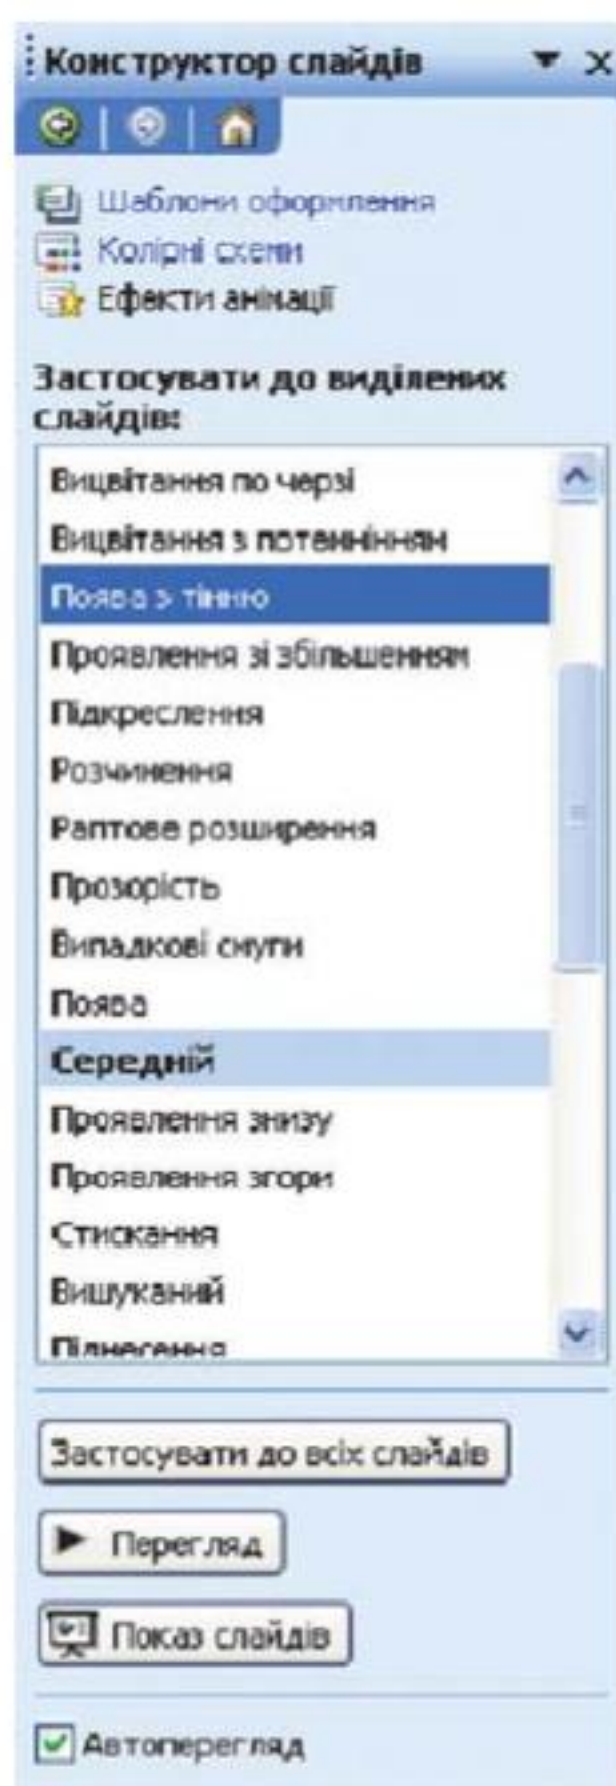 Конструктор слайдів
Шаблони оформлення
Колірні схеми
Ефекти анімації
Застосувати до виділених
слайдів:
Вицвітання по черзі
Вицвітання з потемнінням
Поява з тінню
Проявлення зі збільшенням
Підкреслення
Розчинення
Раптове розширення
Прозорість
Випадкові смуги
Поява
Середній
Проявлення знизу
Проявлення згори
Стискання
Вишуканий
Піднесення
Застосувати до всіх слайдів
Перегляд
Показ слайдів
Автоперегляд